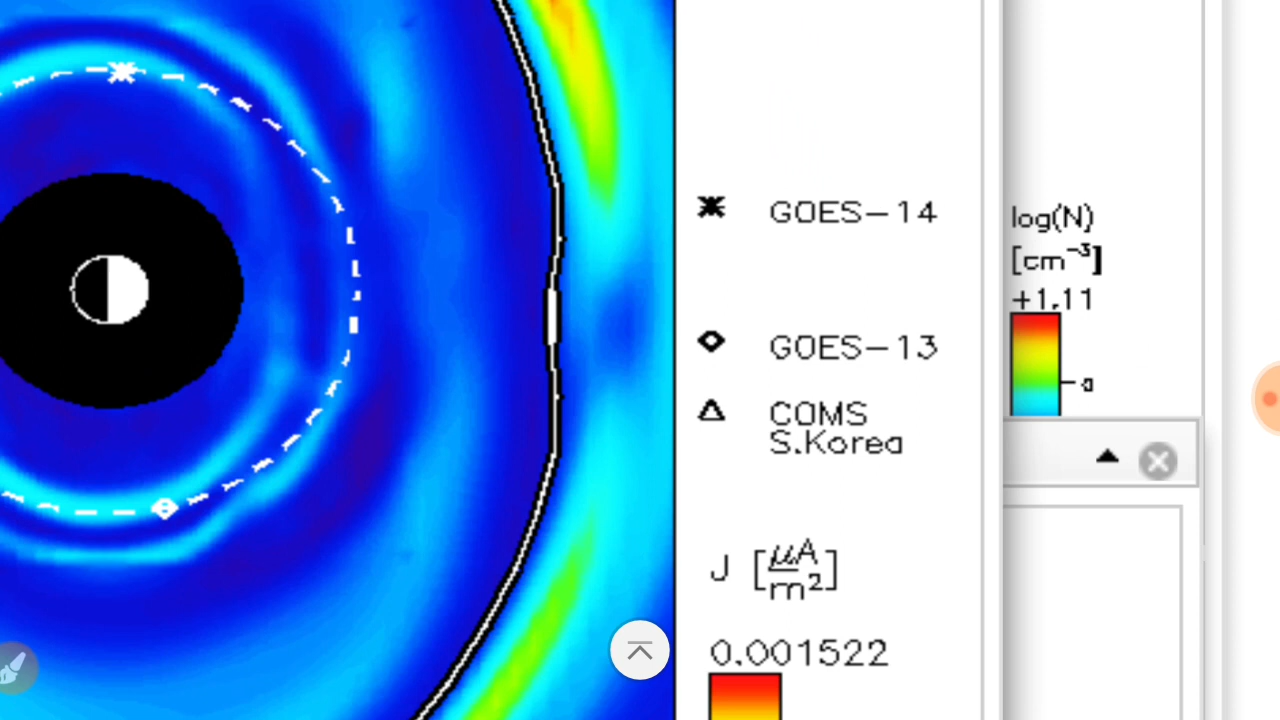 GOES-14
GOES-13
COMS
S.Korea
J [μA/m²]
0.001522
log(N)
[cm⁻³]
+1.11